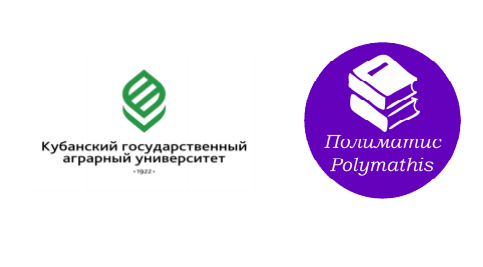 Кубанский государственный
аграрный университет
•1922•
Полиматис
Polymathis